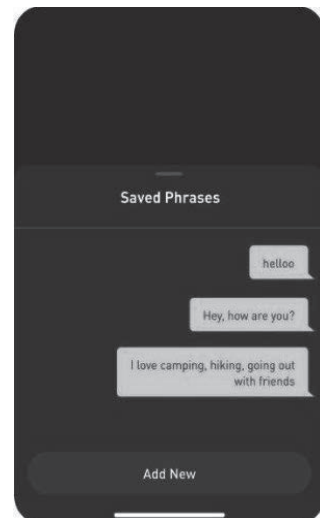 Saved Phrases
helloo
Hey, how are you?
I love camping, hiking, going out
with friends
Add New